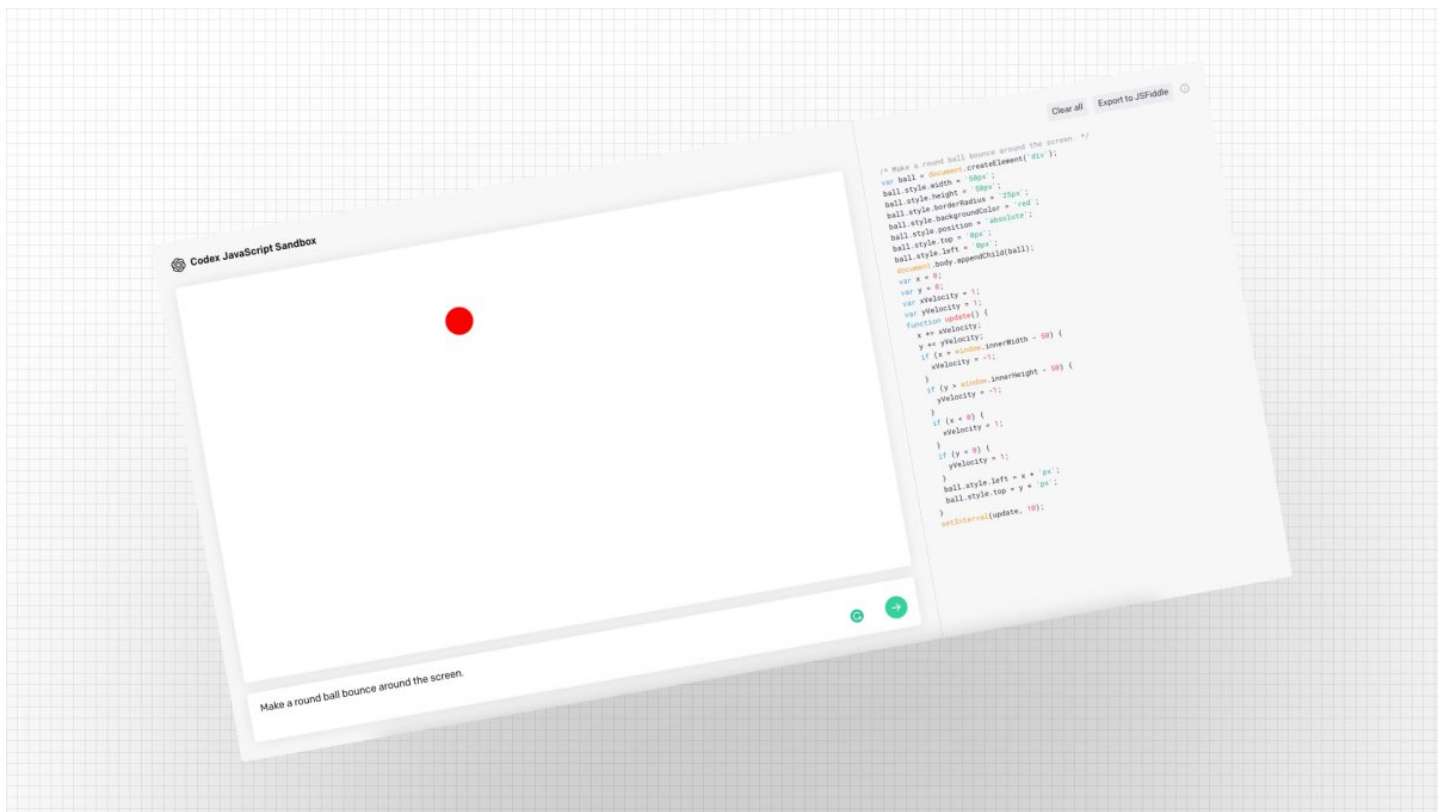 Codex JavaScript Sandbox
Make a round ball bounce around the screen.
Clear all
Export to JSFiddle
/* Make a round ball bounce around the screen. */
var ball = document.createElement('div');
ball.style.width = '50px';
ball.style.height = '50px';
ball.style.borderRadius = '25px';
ball.style.backgroundColor = 'red';
ball.style.position = 'absolute';
ball.style.top = '0px';
ball.style.left = '0px';
document.body.appendChild(ball);
var x = 0;
var y = 0;
var xVelocity = 1;
var yVelocity = 1;
function update() {
  x += xVelocity;
  y += yVelocity;
  if (x > window.innerWidth - 50) {
    xVelocity = -1;
  }
  if (y > window.innerHeight - 50) {
    yVelocity = -1;
  }
  if (x < 0) {
    xVelocity = 1;
  }
  if (y < 0) {
    yVelocity = 1;
  }
  ball.style.left = x + 'px';
  ball.style.top = y + 'px';
}
setInterval(update, 10);